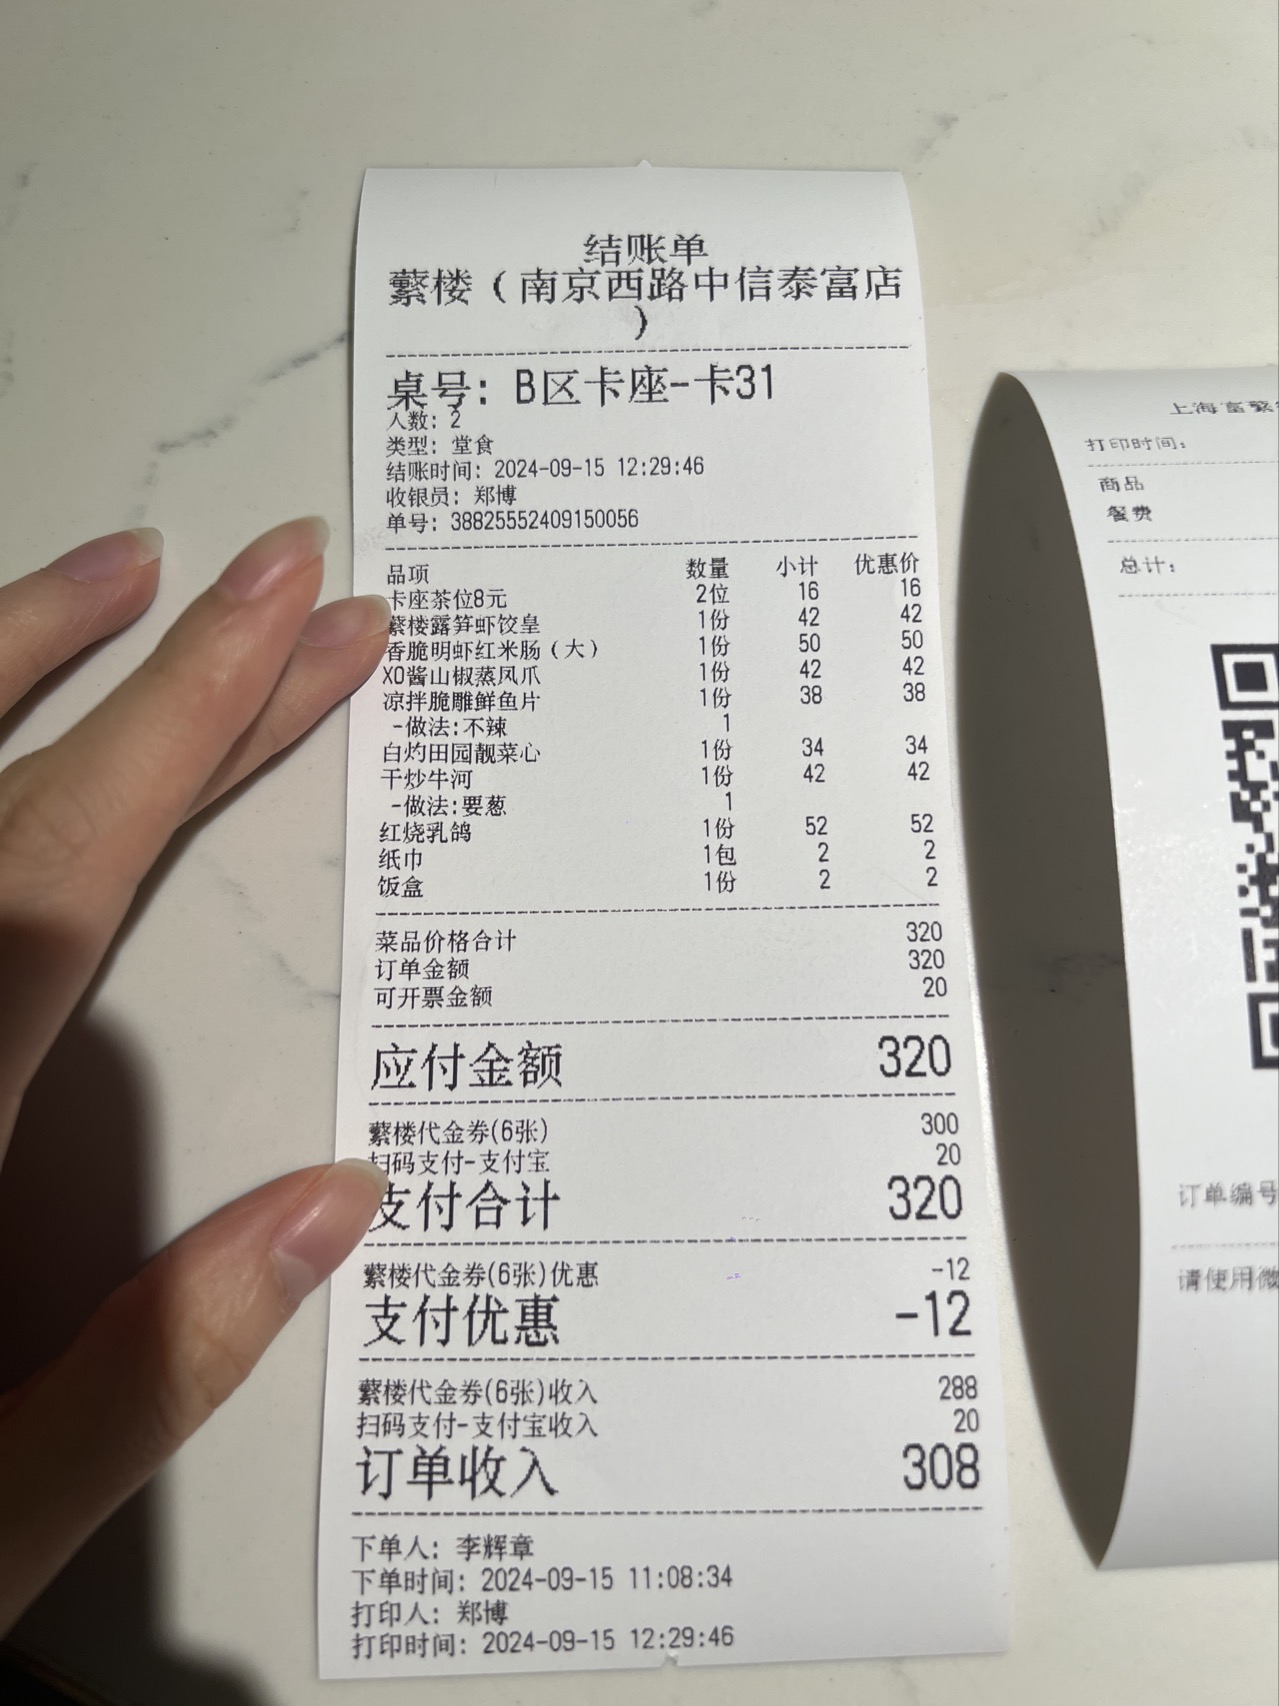 结账单
蘩楼（南京西路中信泰富店
）
桌号: B区卡座-卡31
人数: 2
类型: 堂食
结账时间: 2024-09-15 12:29:46
收银员: 郑博
单号: 38825552409150056
品项 数量 小计 优惠价
卡座茶位8元 2位 16 16
蘩楼露笋虾饺皇 1份 42 42
香脆明虾红米肠（大） 1份 50 50
XO酱山椒蒸凤爪 1份 42 42
凉拌脆雕鲜鱼片 1份 38 38
-做法:不辣 1
白灼田园靓菜心 1份 34 34
干炒牛河 1份 42 42
-做法:要葱 1
红烧乳鸽 1份 52 52
纸巾 1包 2 2
饭盒 1份 2 2
菜品价格合计 320
订单金额 320
可开票金额 20
应付金额 320
蘩楼代金券(6张) 300
扫码支付-支付宝 20
支付合计 320
蘩楼代金券(6张)优惠 -12
支付优惠 -12
蘩楼代金券(6张)收入 288
扫码支付-支付宝收入 20
订单收入 308
下单人: 李辉章
下单时间: 2024-09-15 11:08:34
打印人: 郑博
打印时间: 2024-09-15 12:29:46
上海富蘩
打印时间:
商品
餐费
总计:
订单编号
请使用微